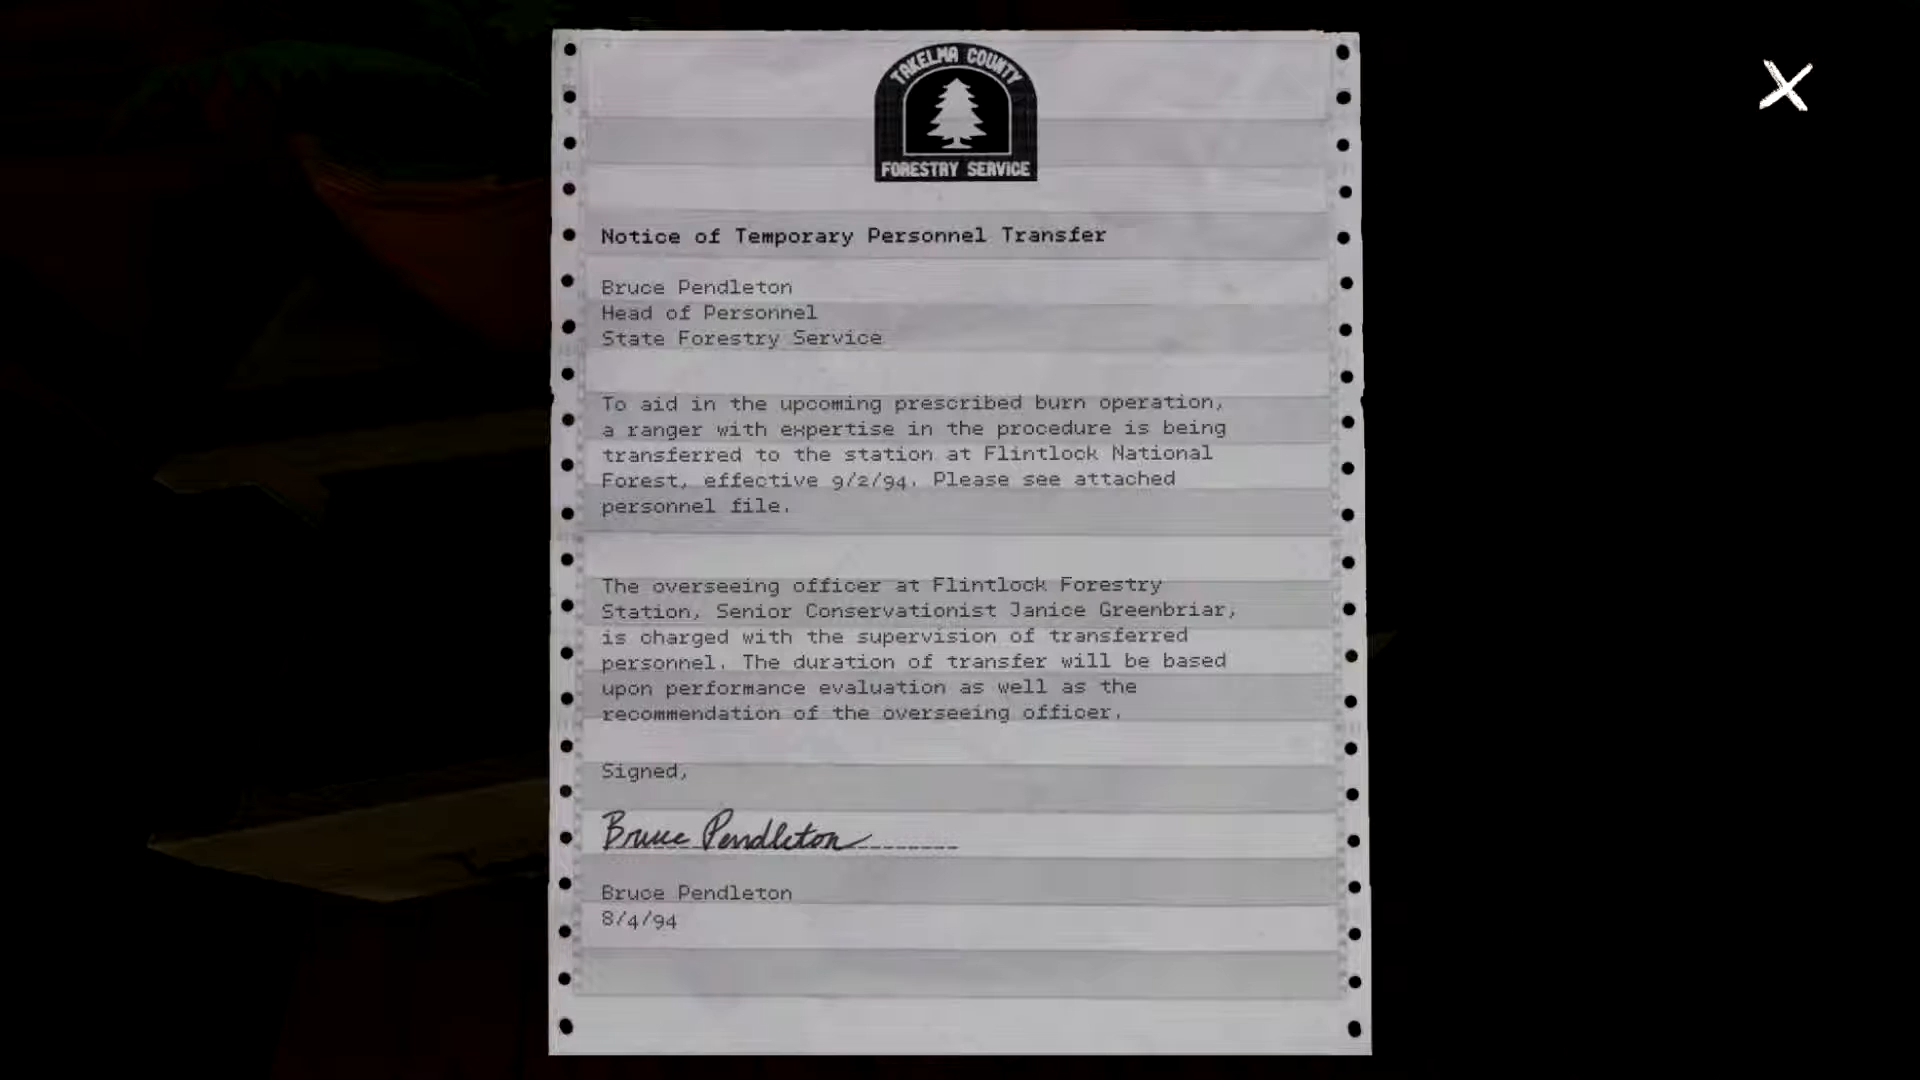 TAKELMA COUNTY
FORESTRY SERVICE
Notice of Temporary Personnel Transfer
Bruce Pendleton
Head of Personnel
State Forestry Service
To aid in the upcoming prescribed burn operation,
a ranger with expertise in the procedure is being
transferred to the station at Flintlock National
Forest, effective 9/2/94. Please see attached
personnel file.
The overseeing officer at Flintlock Forestry
Station, Senior Conservationist Janice Greenbriar,
is charged with the supervision of transferred
personnel. The duration of transfer will be based
upon performance evaluation as well as the
recommendation of the overseeing officer.
Signed,
Bruce Pendleton
Bruce Pendleton
8/4/94